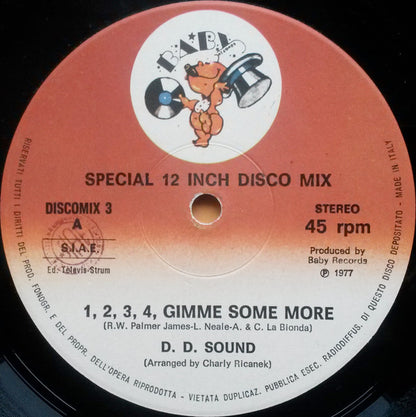 BABY
RECORDS
SPECIAL 12 INCH DISCO MIX
DISCOMIX 3
A
S.I.A.E.
Ed. Televis-Strum
STEREO
45 rpm
Produced by
Baby Records
Ⓟ 1977
1, 2, 3, 4, GIMME SOME MORE
(R.W. Palmer James-L. Neale-A. & C. La Bionda)
D. D. SOUND
(Arranged by Charly Ricanek)
RISERVATI TUTTI I DIRITTI DEL PROD. FONOGR. E DEL PROPR. DELL'OPERA RIPRODOTTA - VIETATA DUPLICAZ. PUBBLICA ESEC. RADIODIFFUS. DI QUESTO DISCO DEPOSITATO - MADE IN ITALY